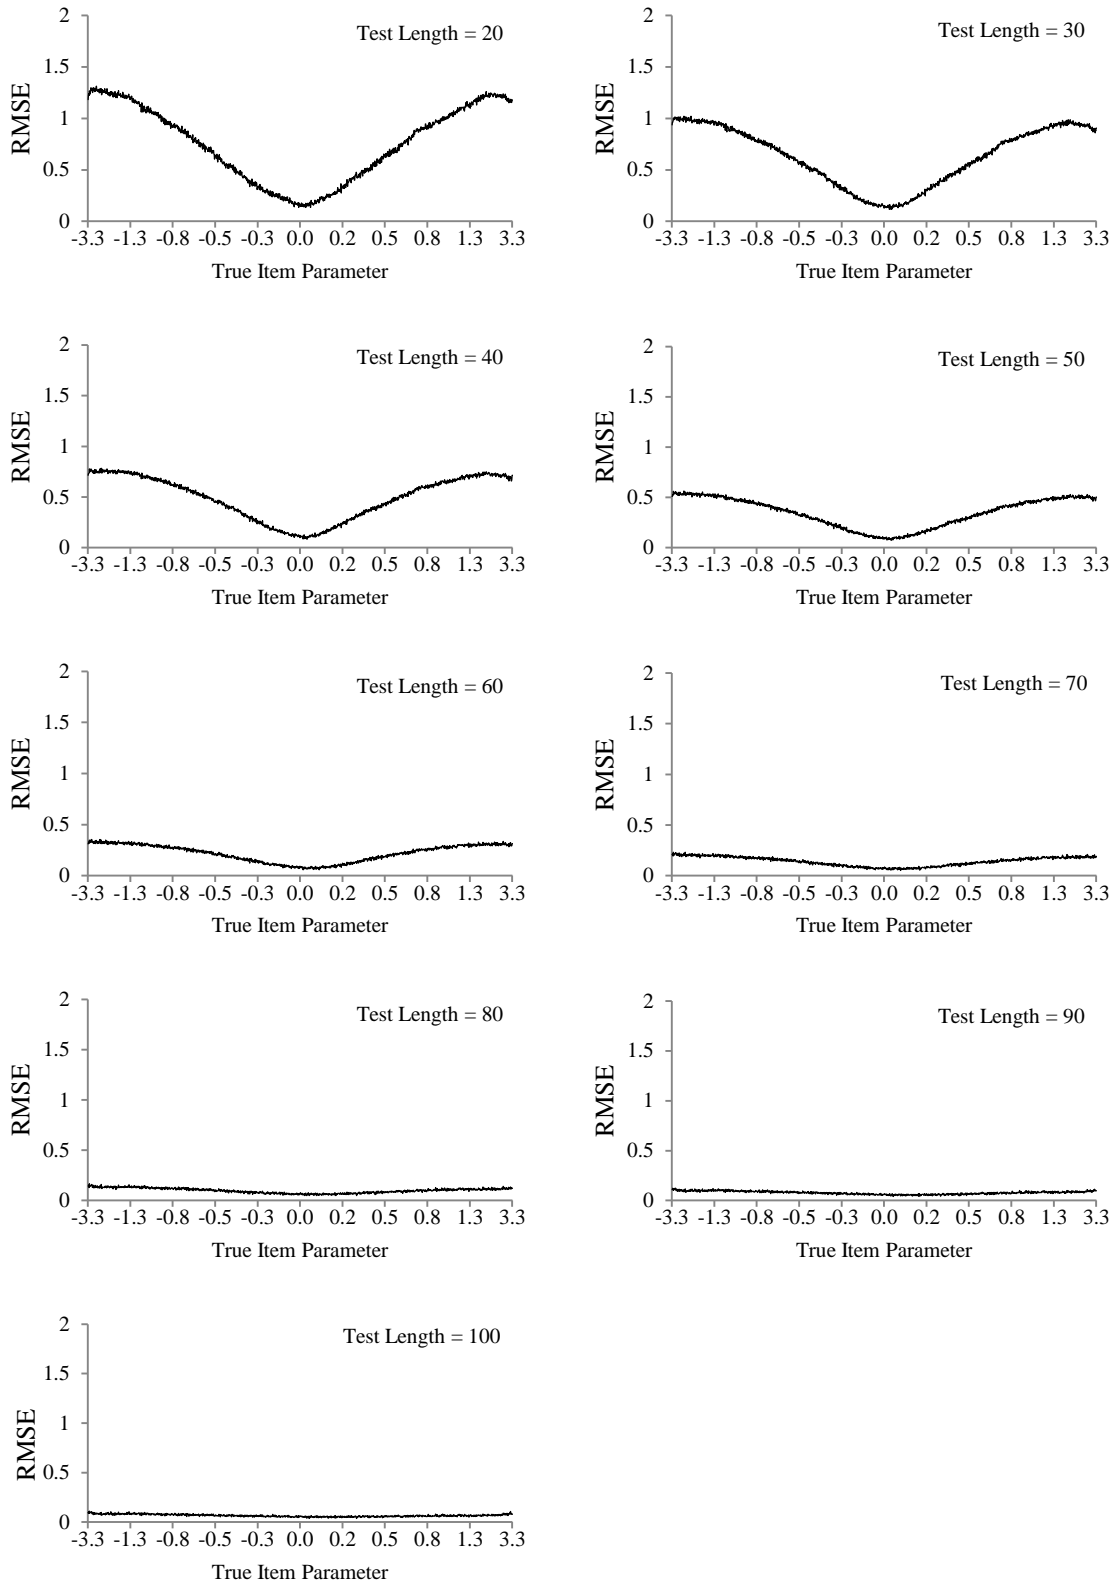 Test Length = 20
RMSE
2
1.5
1
0.5
0
-3.3 -1.3 -0.8 -0.5 -0.3 0.0 0.2 0.5 0.8 1.3 3.3
True Item Parameter
Test Length = 30
RMSE
2
1.5
1
0.5
0
-3.3 -1.3 -0.8 -0.5 -0.3 0.0 0.2 0.5 0.8 1.3 3.3
True Item Parameter
Test Length = 40
RMSE
2
1.5
1
0.5
0
-3.3 -1.3 -0.8 -0.5 -0.3 0.0 0.2 0.5 0.8 1.3 3.3
True Item Parameter
Test Length = 50
RMSE
2
1.5
1
0.5
0
-3.3 -1.3 -0.8 -0.5 -0.3 0.0 0.2 0.5 0.8 1.3 3.3
True Item Parameter
Test Length = 60
RMSE
2
1.5
1
0.5
0
-3.3 -1.3 -0.8 -0.5 -0.3 0.0 0.2 0.5 0.8 1.3 3.3
True Item Parameter
Test Length = 70
RMSE
2
1.5
1
0.5
0
-3.3 -1.3 -0.8 -0.5 -0.3 0.0 0.2 0.5 0.8 1.3 3.3
True Item Parameter
Test Length = 80
RMSE
2
1.5
1
0.5
0
-3.3 -1.3 -0.8 -0.5 -0.3 0.0 0.2 0.5 0.8 1.3 3.3
True Item Parameter
Test Length = 90
RMSE
2
1.5
1
0.5
0
-3.3 -1.3 -0.8 -0.5 -0.3 0.0 0.2 0.5 0.8 1.3 3.3
True Item Parameter
Test Length = 100
RMSE
2
1.5
1
0.5
0
-3.3 -1.3 -0.8 -0.5 -0.3 0.0 0.2 0.5 0.8 1.3 3.3
True Item Parameter